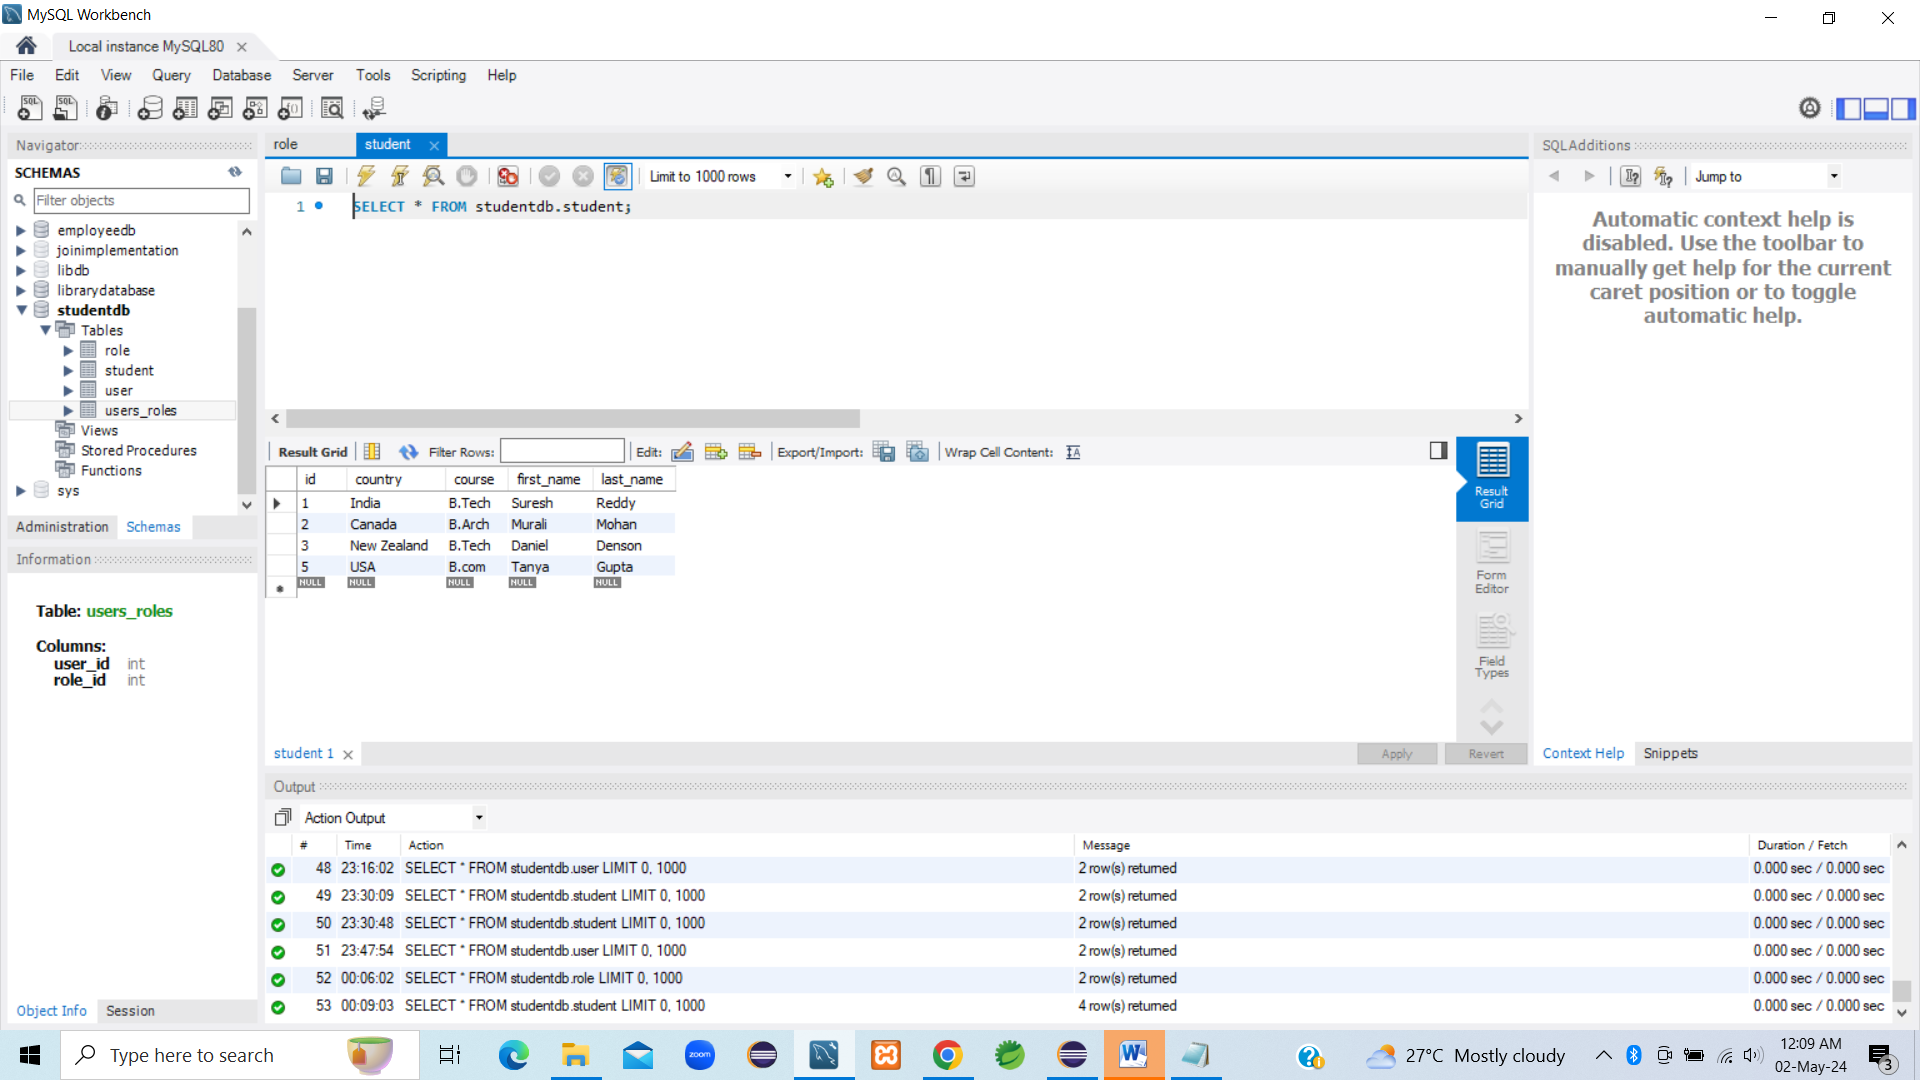 MySQL Workbench
Local instance MySQL80
File Edit View Query Database Server Tools Scripting Help
Navigator
SCHEMAS
Filter objects
employeedb
joinimplementation
libdb
librarydatabase
studentdb
Tables
role
student
user
users_roles
Views
Stored Procedures
Functions
sys
Administration Schemas
Information
Table: users_roles
Columns:
user_id int
role_id int
Object Info Session
role student
Limit to 1000 rows
1 SELECT * FROM studentdb.student;
Result Grid Filter Rows: Edit: Export/Import: Wrap Cell Content:
id country course first_name last_name
1 India B.Tech Suresh Reddy
2 Canada B.Arch Murali Mohan
3 New Zealand B.Tech Daniel Denson
5 USA B.com Tanya Gupta
NULL NULL NULL NULL NULL
Result Grid
Form Editor
Field Types
student 1 Apply Revert
SQLAdditions
Jump to
Automatic context help is
disabled. Use the toolbar to
manually get help for the current
caret position or to toggle
automatic help.
Context Help Snippets
Output
Action Output
# Time Action Message Duration / Fetch
48 23:16:02 SELECT * FROM studentdb.user LIMIT 0, 1000 2 row(s) returned 0.000 sec / 0.000 sec
49 23:30:09 SELECT * FROM studentdb.student LIMIT 0, 1000 2 row(s) returned 0.000 sec / 0.000 sec
50 23:30:48 SELECT * FROM studentdb.student LIMIT 0, 1000 2 row(s) returned 0.000 sec / 0.000 sec
51 23:47:54 SELECT * FROM studentdb.user LIMIT 0, 1000 2 row(s) returned 0.000 sec / 0.000 sec
52 00:06:02 SELECT * FROM studentdb.role LIMIT 0, 1000 2 row(s) returned 0.000 sec / 0.000 sec
53 00:09:03 SELECT * FROM studentdb.student LIMIT 0, 1000 4 row(s) returned 0.000 sec / 0.000 sec
Type here to search
zoom
27°C Mostly cloudy
12:09 AM
02-May-24
3